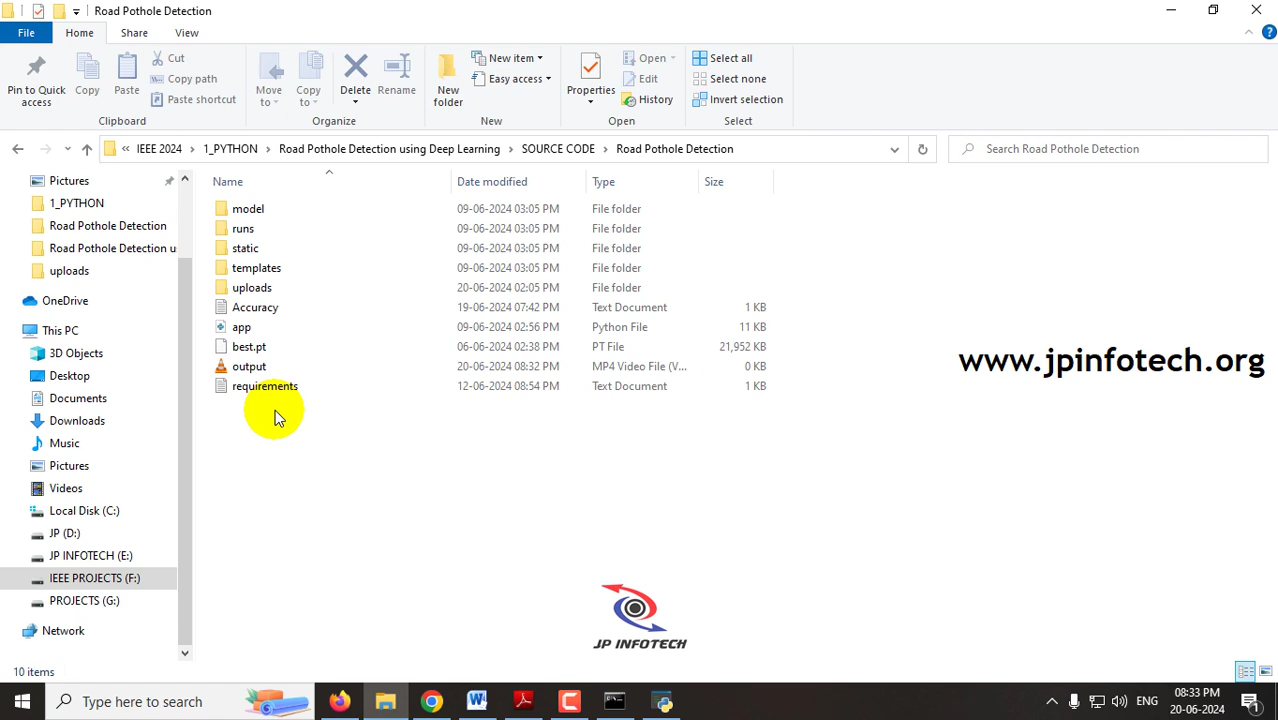 Road Pothole Detection
File Home Share View
Pin to Quick access
Copy
Paste
Cut
Copy path
Paste shortcut
Move to
Copy to
Delete
Rename
New folder
New item
Easy access
Properties
Open
Edit
History
Select all
Select none
Invert selection
Clipboard Organize New Open Select
« IEEE 2024 > 1_PYTHON > Road Pothole Detection using Deep Learning > SOURCE CODE > Road Pothole Detection
Search Road Pothole Detection
Name Date modified Type Size
model 09-06-2024 03:05 PM File folder
runs 09-06-2024 03:05 PM File folder
static 09-06-2024 03:05 PM File folder
templates 09-06-2024 03:05 PM File folder
uploads 20-06-2024 02:05 PM File folder
Accuracy 19-06-2024 07:42 PM Text Document 1 KB
app 09-06-2024 02:56 PM Python File 11 KB
best.pt 06-06-2024 02:38 PM PT File 21,952 KB
output 20-06-2024 08:32 PM MP4 Video File (V... 0 KB
requirements 12-06-2024 08:54 PM Text Document 1 KB
Pictures
1_PYTHON
Road Pothole Detection
Road Pothole Detection u
uploads
OneDrive
This PC
3D Objects
Desktop
Documents
Downloads
Music
Pictures
Videos
Local Disk (C:)
JP (D:)
JP INFOTECH (E:)
IEEE PROJECTS (F:)
PROJECTS (G:)
Network
www.jpinfotech.org
JP INFOTECH
10 items
Type here to search
ENG
08:33 PM
20-06-2024
1